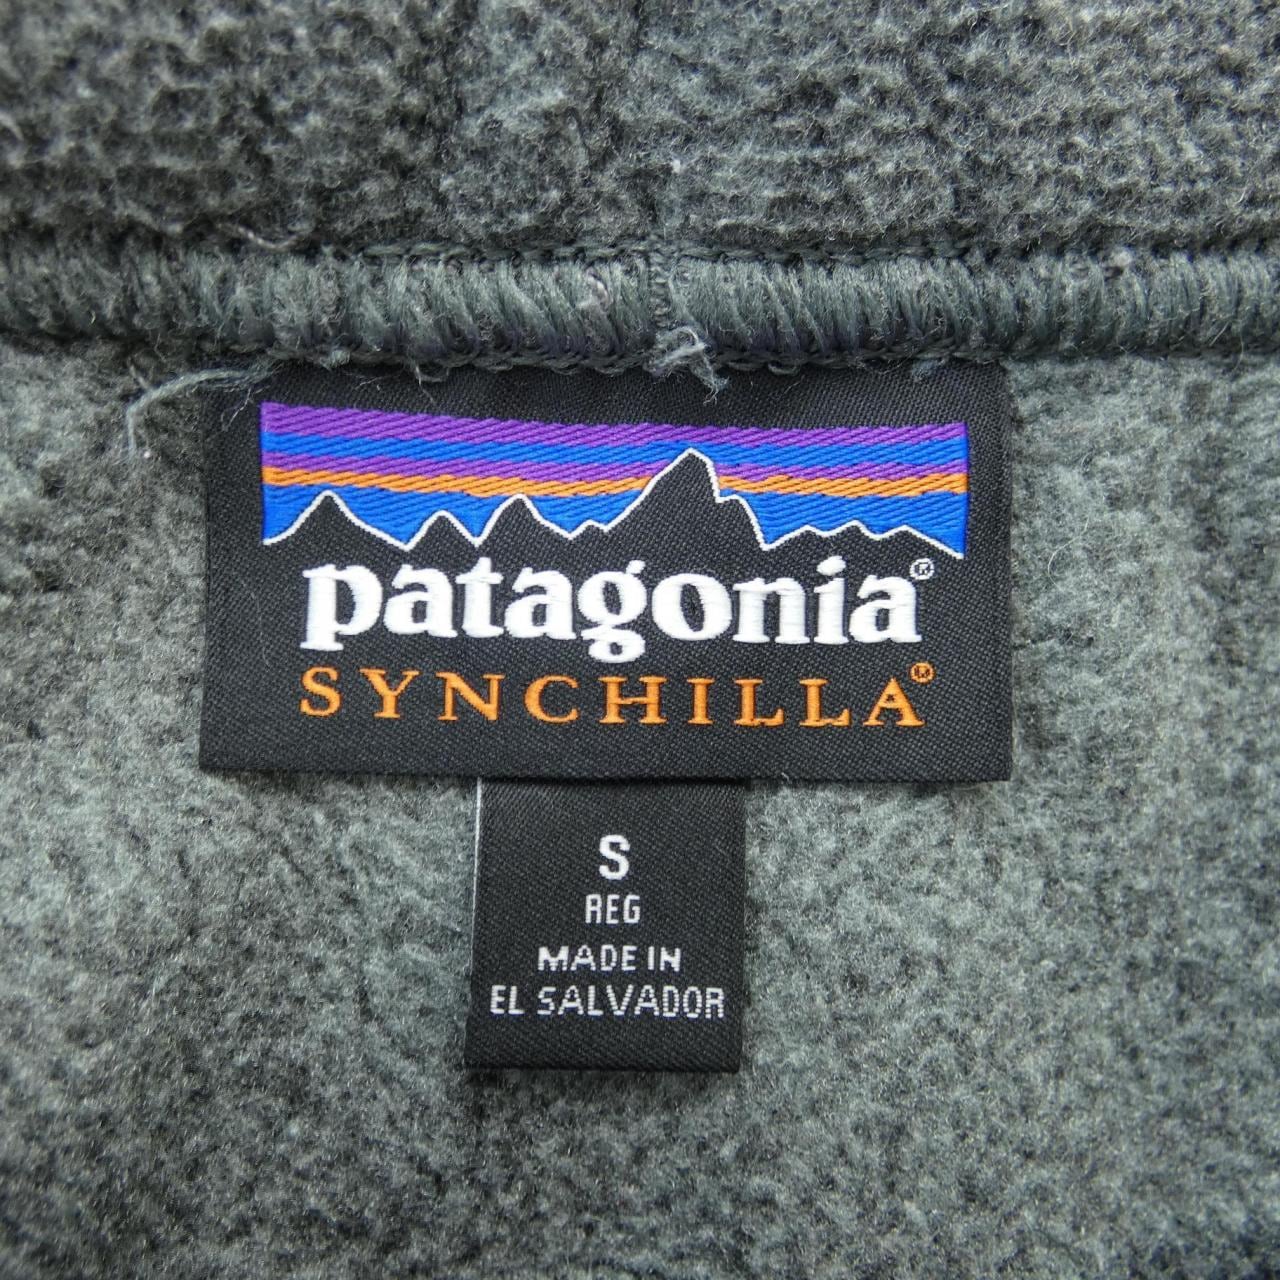 patagonia®
SYNCHILLA®
S
REG
MADE IN
EL SALVADOR